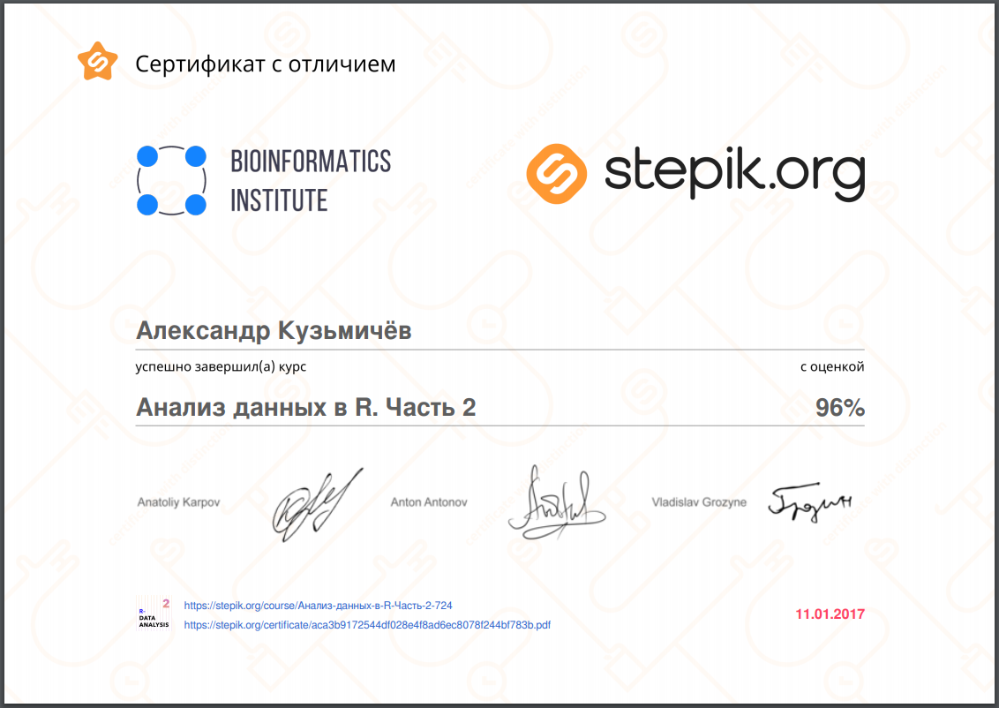 Сертификат с отличием
BIOINFORMATICS
INSTITUTE
stepik.org
Александр Кузьмичёв
успешно завершил(а) курс
с оценкой
Анализ данных в R. Часть 2
96%
Anatoliy Karpov
Anton Antonov
Vladislav Grozyne
2
R-
DATA
ANALYSIS
https://stepik.org/course/Анализ-данных-в-R-Часть-2-724
https://stepik.org/certificate/aca3b9172544df028e4f8ad6ec8078f244bf783b.pdf
11.01.2017